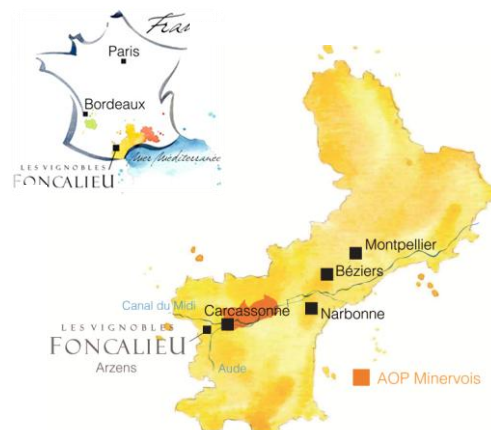 Paris
Bordeaux
Mer Méditerranée
LES VIGNOBLES
FONCALIEU
Montpellier
Béziers
Canal du Midi
Carcassonne
Narbonne
LES VIGNOBLES
FONCALIEU
Arzens
Aude
AOP Minervois